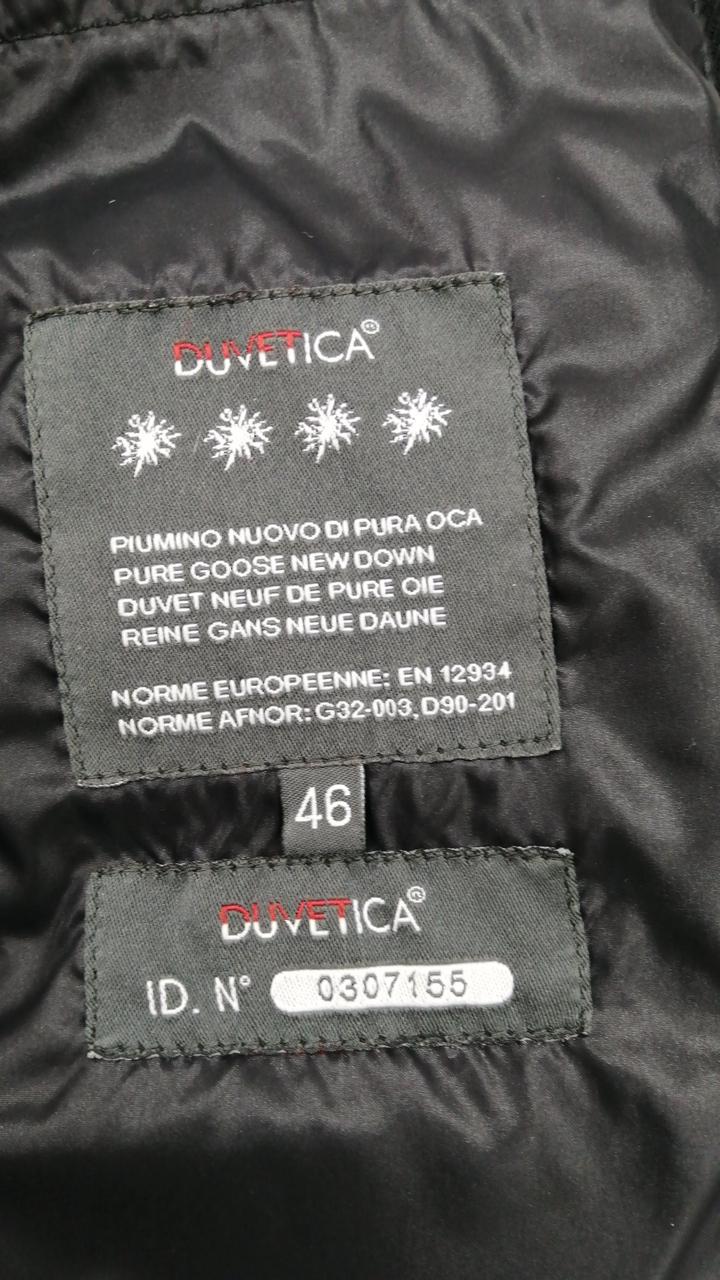 DUVETICA®
PIUMINO NUOVO DI PURA OCA
PURE GOOSE NEW DOWN
DUVET NEUF DE PURE OIE
REINE GANS NEUE DAUNE
NORME EUROPEENNE: EN 12934
NORME AFNOR: G32-003, D90-201
46
DUVETICA®
ID. N° 0307155